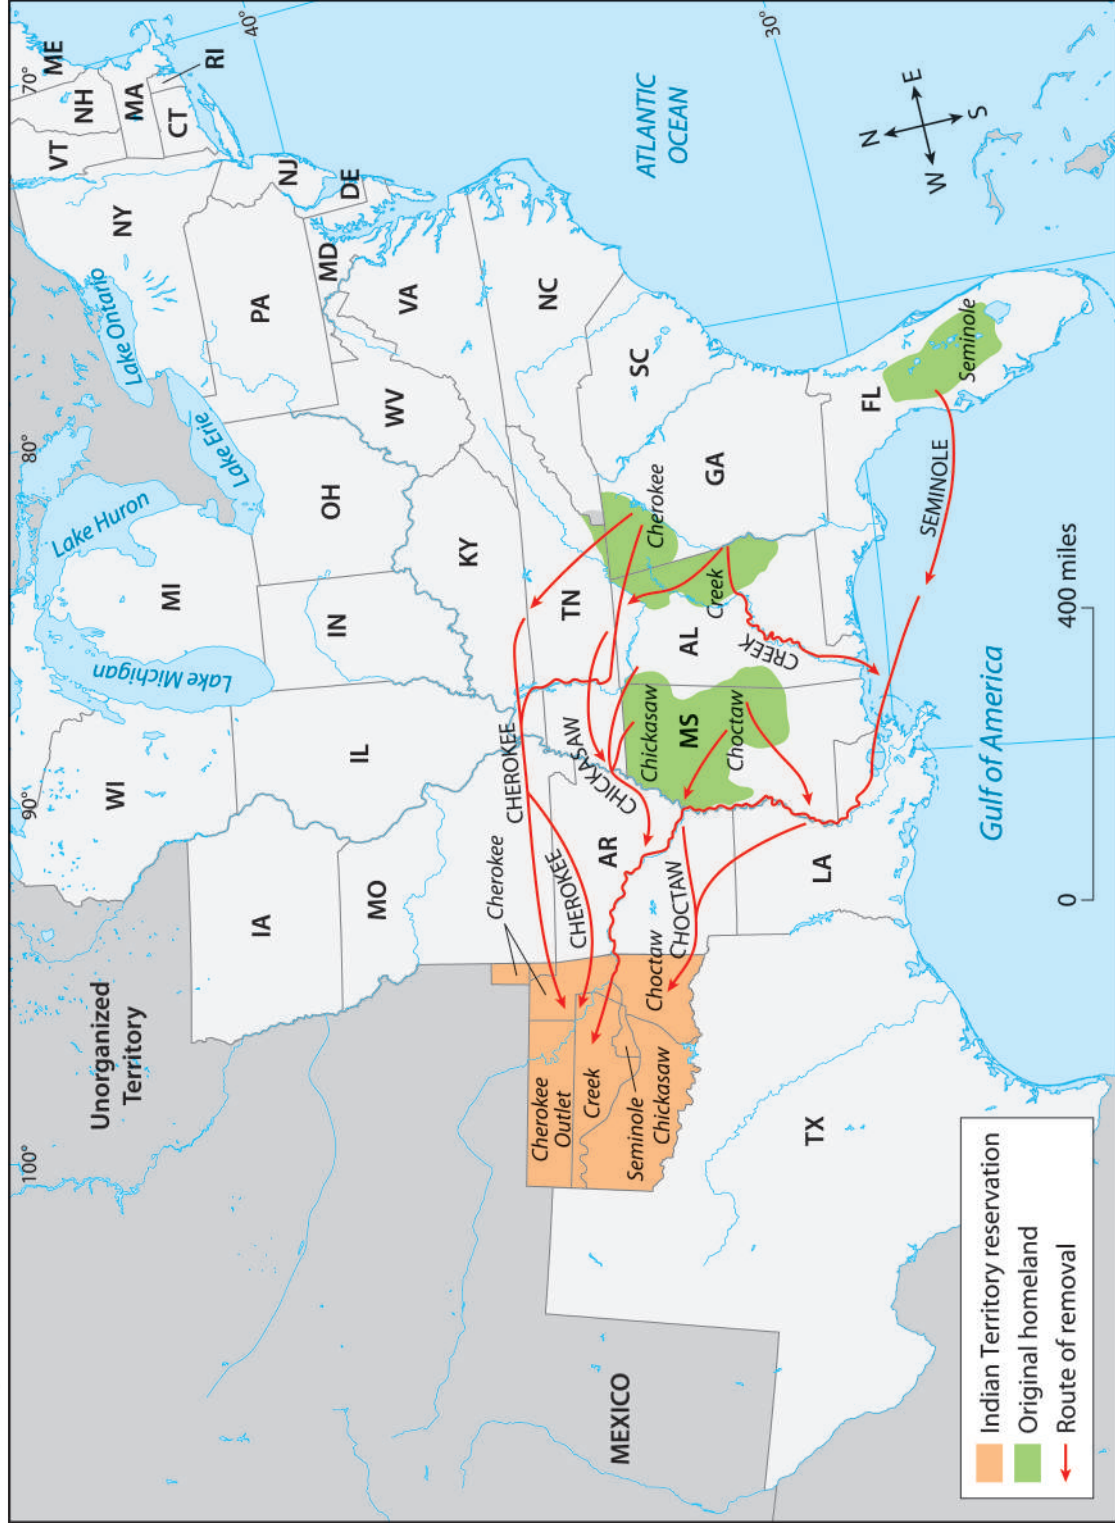 70°
ME
VT
NH
MA
RI
CT
40°
NY
NJ
DE
MD
PA
Lake Ontario
Lake Erie
Lake Huron
Lake Michigan
80°
90°
100°
WI
MI
OH
WV
VA
NC
SC
KY
IN
IL
IA
MO
TN
Unorganized
Territory
ATLANTIC
OCEAN
30°
N
E
S
W
GA
FL
AL
MS
AR
LA
TX
MEXICO
Cherokee
Creek
Chickasaw
Choctaw
Seminole
SEMINOLE
CREEK
CHEROKEE
CHEROKEE
CHICKASAW
CHICKASAW
CHOCTAW
Cherokee
Cherokee
Outlet
Creek
Seminole
Chickasaw
Choctaw
Gulf of America
0
400 miles
Indian Territory reservation
Original homeland
Route of removal